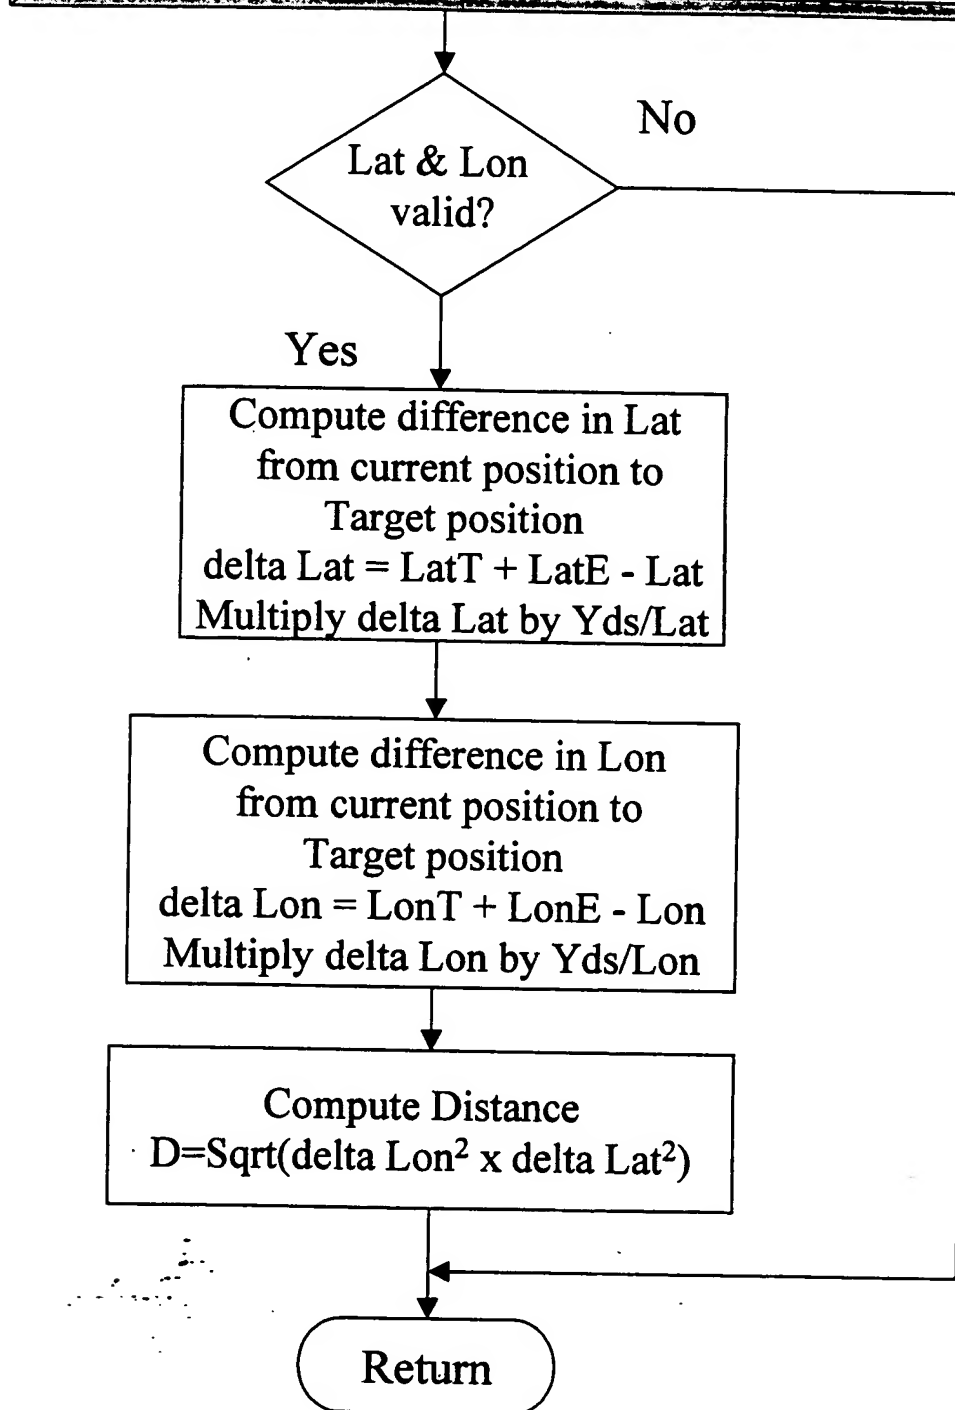 No
Lat & Lon
valid?
Yes
Compute difference in Lat
from current position to
Target position
delta Lat = LatT + LatE - Lat
Multiply delta Lat by Yds/Lat
Compute difference in Lon
from current position to
Target position
delta Lon = LonT + LonE - Lon
Multiply delta Lon by Yds/Lon
Compute Distance
D=Sqrt(delta Lon² x delta Lat²)
Return